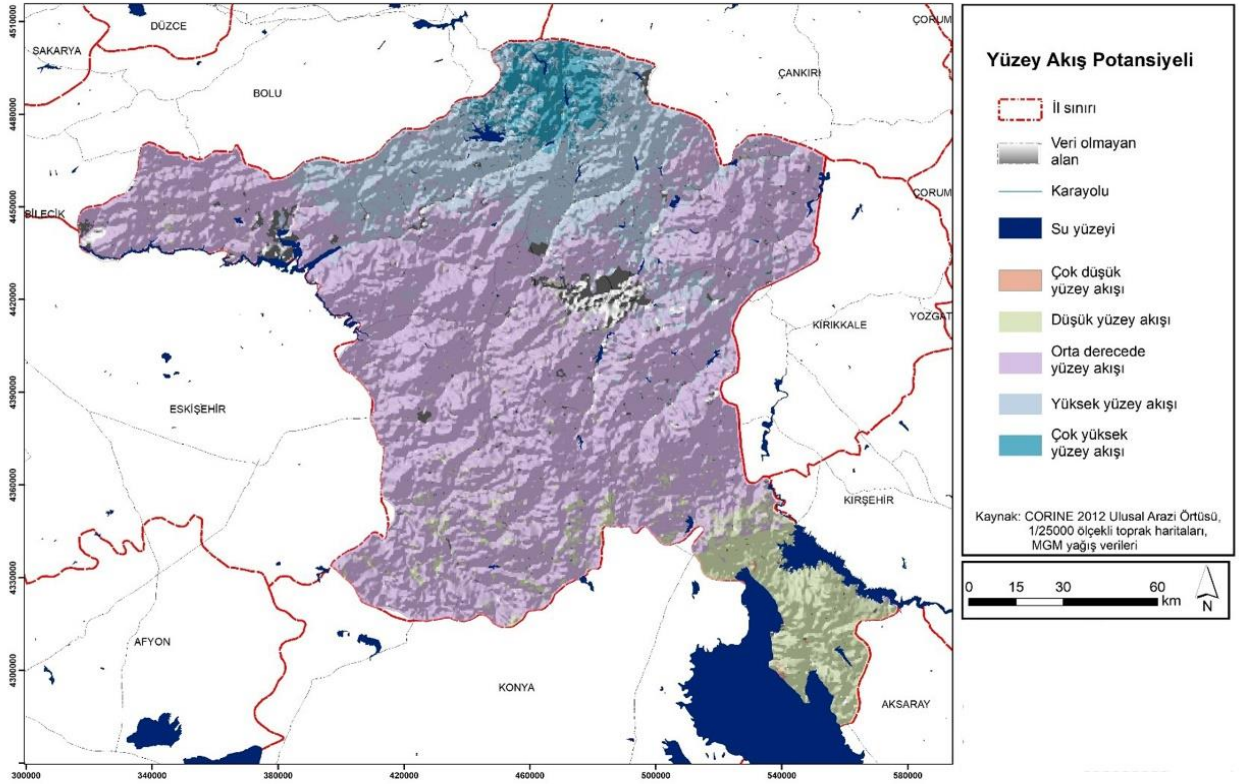 4510000
4480000
4450000
4420000
4390000
4360000
4330000
4300000
DÜZCE
ÇORUM
SAKARYA
ÇANKIRI
BOLU
ÇORUM
BİLECİK
KIRIKKALE
YOZGAT
ESKİŞEHİR
KIRŞEHİR
AFYON
KONYA
AKSARAY
300000
340000
380000
420000
460000
500000
540000
580000
Yüzey Akış Potansiyeli
İl sınırı
Veri olmayan
alan
Karayolu
Su yüzeyi
Çok düşük
yüzey akışı
Düşük yüzey akışı
Orta derecede
yüzey akışı
Yüksek yüzey akışı
Çok yüksek
yüzey akışı
Kaynak: CORINE 2012 Ulusal Arazi Örtüsü,
1/25000 ölçekli toprak haritaları,
MGM yağış verileri
0 15 30 60
km
N